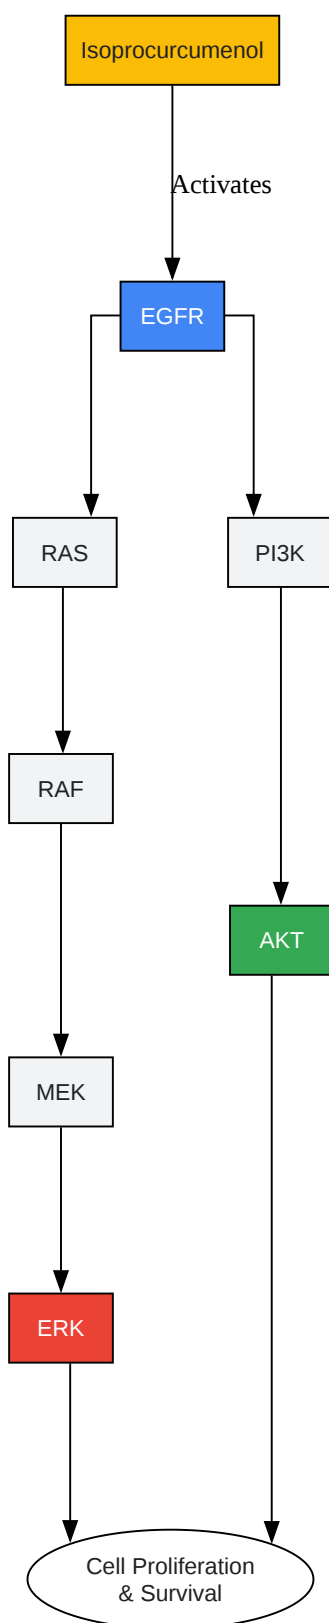 Isoprocurcumenol
Activates
EGFR
RAS
PI3K
RAF
AKT
MEK
ERK
Cell Proliferation
& Survival